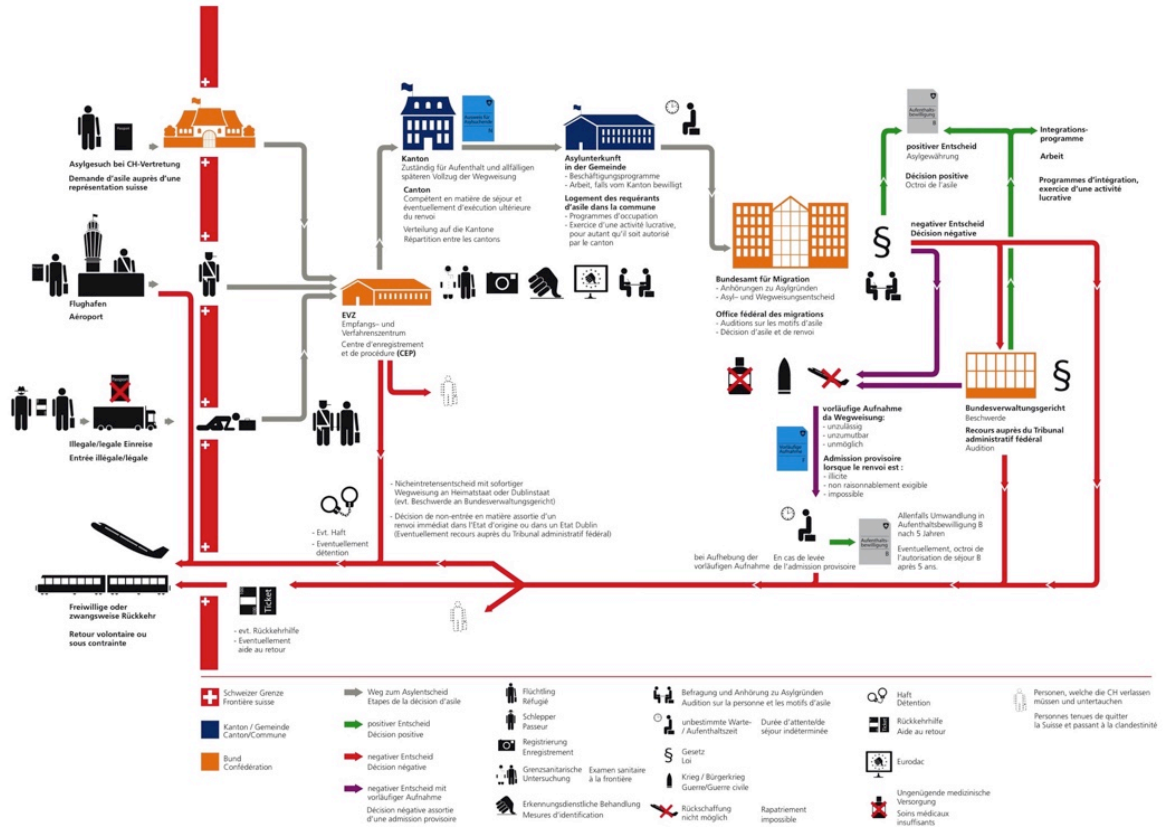 Asylgesuch bei CH-Vertretung
Demande d'asile auprès d'une
représentation suisse
Flughafen
Aéroport
Illegale/legale Einreise
Entrée illégale/légale
Freiwillige oder
zwangsweise Rückkehr
Retour volontaire ou
sous contrainte
Kanton
Zuständig für Aufenthalt und allfälligen
späteren Vollzug der Wegweisung
Canton
Compétent en matière de séjour et
éventuellement d'exécution ultérieure
du renvoi
Verteilung auf die Kantone
Répartition entre les cantons
Asylunterkunft
in der Gemeinde
- Beschäftigungsprogramme
- Arbeit, falls vom Kanton bewilligt
Logement des requérants
d'asile dans la commune
- Programmes d'occupation
- Exercice d'une activité lucrative,
pour autant qu'il soit autorisé
par le canton
EVZ
Empfangs– und
Verfahrenszentrum
Centre d'enregistrement
et de procédure (CEP)
Bundesamt für Migration
- Anhörungen zu Asylgründen
- Asyl– und Wegweisungsentscheid
Office fédéral des migrations
- Auditions sur les motifs d'asile
- Décision d'asile et de renvoi
Aufenthalts-
bewilligung
B
positiver Entscheid
Asylgewährung
Décision positive
Octroi de l'asile
Integrations-
programme
Arbeit
Programmes d'intégration,
exercice d'une activité
lucrative
negativer Entscheid
Décision négative
§
Bundesverwaltungsgericht
Beschwerde
Recours auprès du Tribunal
administratif fédéral
Audition
§
vorläufige Aufnahme
da Wegweisung:
- unzulässig
- unzumutbar
- unmöglich
Admission provisoire
lorsque le renvoi est :
- illicite
- non raisonnablement exigible
- impossible
Aufenthalts-
bewilligung
B
Allenfalls Umwandlung in
Aufenthaltsbewilligung B
nach 5 Jahren
Eventuellement, octroi de
l'autorisation de séjour B
après 5 ans.
bei Aufhebung der
vorläufigen Aufnahme
En cas de levée
de l'admission provisoire
- Nichteintretensentscheid mit sofortiger
Wegweisung an Heimatstaat oder Dublinstaat
(evt. Beschwerde an Bundesverwaltungsgericht)
- Décision de non-entrée en matière assortie d'un
renvoi immédiat dans l'Etat d'origine ou dans un Etat Dublin
(Eventuellement recours auprès du Tribunal administratif fédéral)
- Evt. Haft
- Eventuellement
détention
Ticket
- evt. Rückkehrhilfe
- Eventuellement
aide au retour
Schweizer Grenze
Frontière suisse
Kanton / Gemeinde
Canton/Commune
Bund
Confédération
Weg zum Asylentscheid
Etapes de la décision d'asile
positiver Entscheid
Décision positive
negativer Entscheid
Décision négative
negativer Entscheid mit
vorläufiger Aufnahme
Décision négative assortie
d'une admission provisoire
Flüchtling
Réfugié
Schlepper
Passeur
Registrierung
Enregistrement
Grenzsanitarische
Untersuchung
Examen sanitaire
à la frontière
Erkennungsdienstliche Behandlung
Mesures d'identification
Befragung und Anhörung zu Asylgründen
Audition sur la personne et les motifs d'asile
unbestimmte Warte-
/ Aufenthaltszeit
Durée d'attente/de
séjour indéterminée
§
Gesetz
Loi
Krieg / Bürgerkrieg
Guerre/Guerre civile
Rückschaffung
nicht möglich
Rapatriement
impossible
Haft
Détention
Rückkehrhilfe
Aide au retour
Eurodac
Ungenügende medizinische
Versorgung
Soins médicaux
insuffisants
Personen, welche die CH verlassen
müssen und untertauchen
Personnes tenues de quitter
la Suisse et passant à la clandestinité